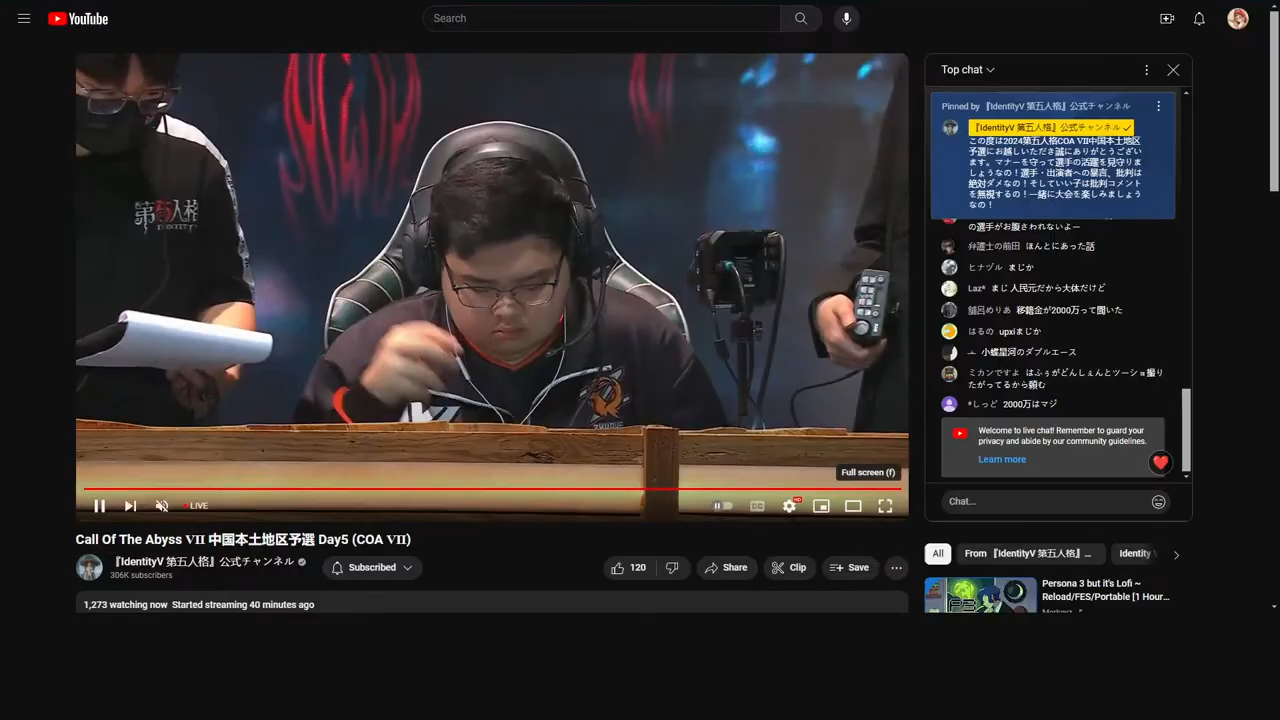 YouTube
Search
第五人格
IDENTITY V
Full screen (f)
LIVE
HD
CC
Call Of The Abyss VII 中国本土地区予選 Day5 (COA VII)
『IdentityV 第五人格』公式チャンネル
306K subscribers
Subscribed
120
Share
Clip
Save
1,273 watching now Started streaming 40 minutes ago
Top chat
Pinned by 『IdentityV 第五人格』公式チャンネル
『IdentityV 第五人格』公式チャンネル
この度は2024第五人格COA VII中国本土地区
予選にお越しいただき誠にありがとうござい
ます。マナーを守って選手の活躍を見守りま
しょうなの！選手・出演者への暴言、批判は
絶対ダメなの！そしていい子は批判コメント
を無視するの！一緒に大会を楽しみましょう
なの！
の選手がお腹きわれないよー
弁護士の前田 ほんとにあった話
ヒナヅル まじか
Laz* まじ 人民元だから大体だけど
舘呂めりあ 移籍金が2000万って聞いた
はるの upxiまじか
小蝶星河のダブルエース
ミカンですよ はふぅがどんしぇんとツーショ撮り
たがってるから頼む
*しっど 2000万はマジ
Welcome to live chat! Remember to guard your
privacy and abide by our community guidelines.
Learn more
Chat...
All
From 『IdentityV 第五人格』...
Identity
Persona 3 but it's Lofi ~
Reload/FES/Portable [1 Hour...